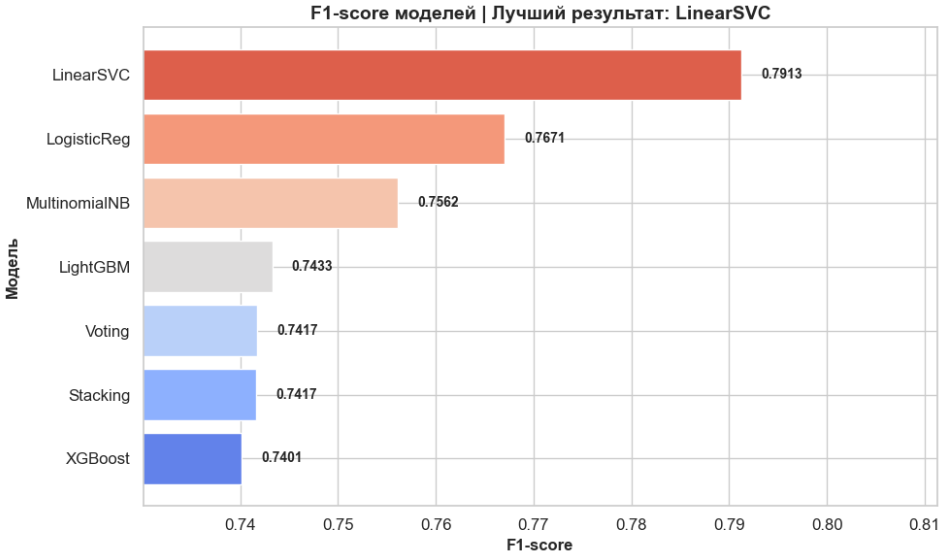 F1-score моделей | Лучший результат: LinearSVC
Модель
LinearSVC 0.7913
LogisticReg 0.7671
MultinomialNB 0.7562
LightGBM 0.7433
Voting 0.7417
Stacking 0.7417
XGBoost 0.7401
0.74 0.75 0.76 0.77 0.78 0.79 0.80 0.81
F1-score